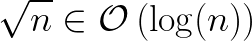 √n ∈ 𝒪 (log(n))